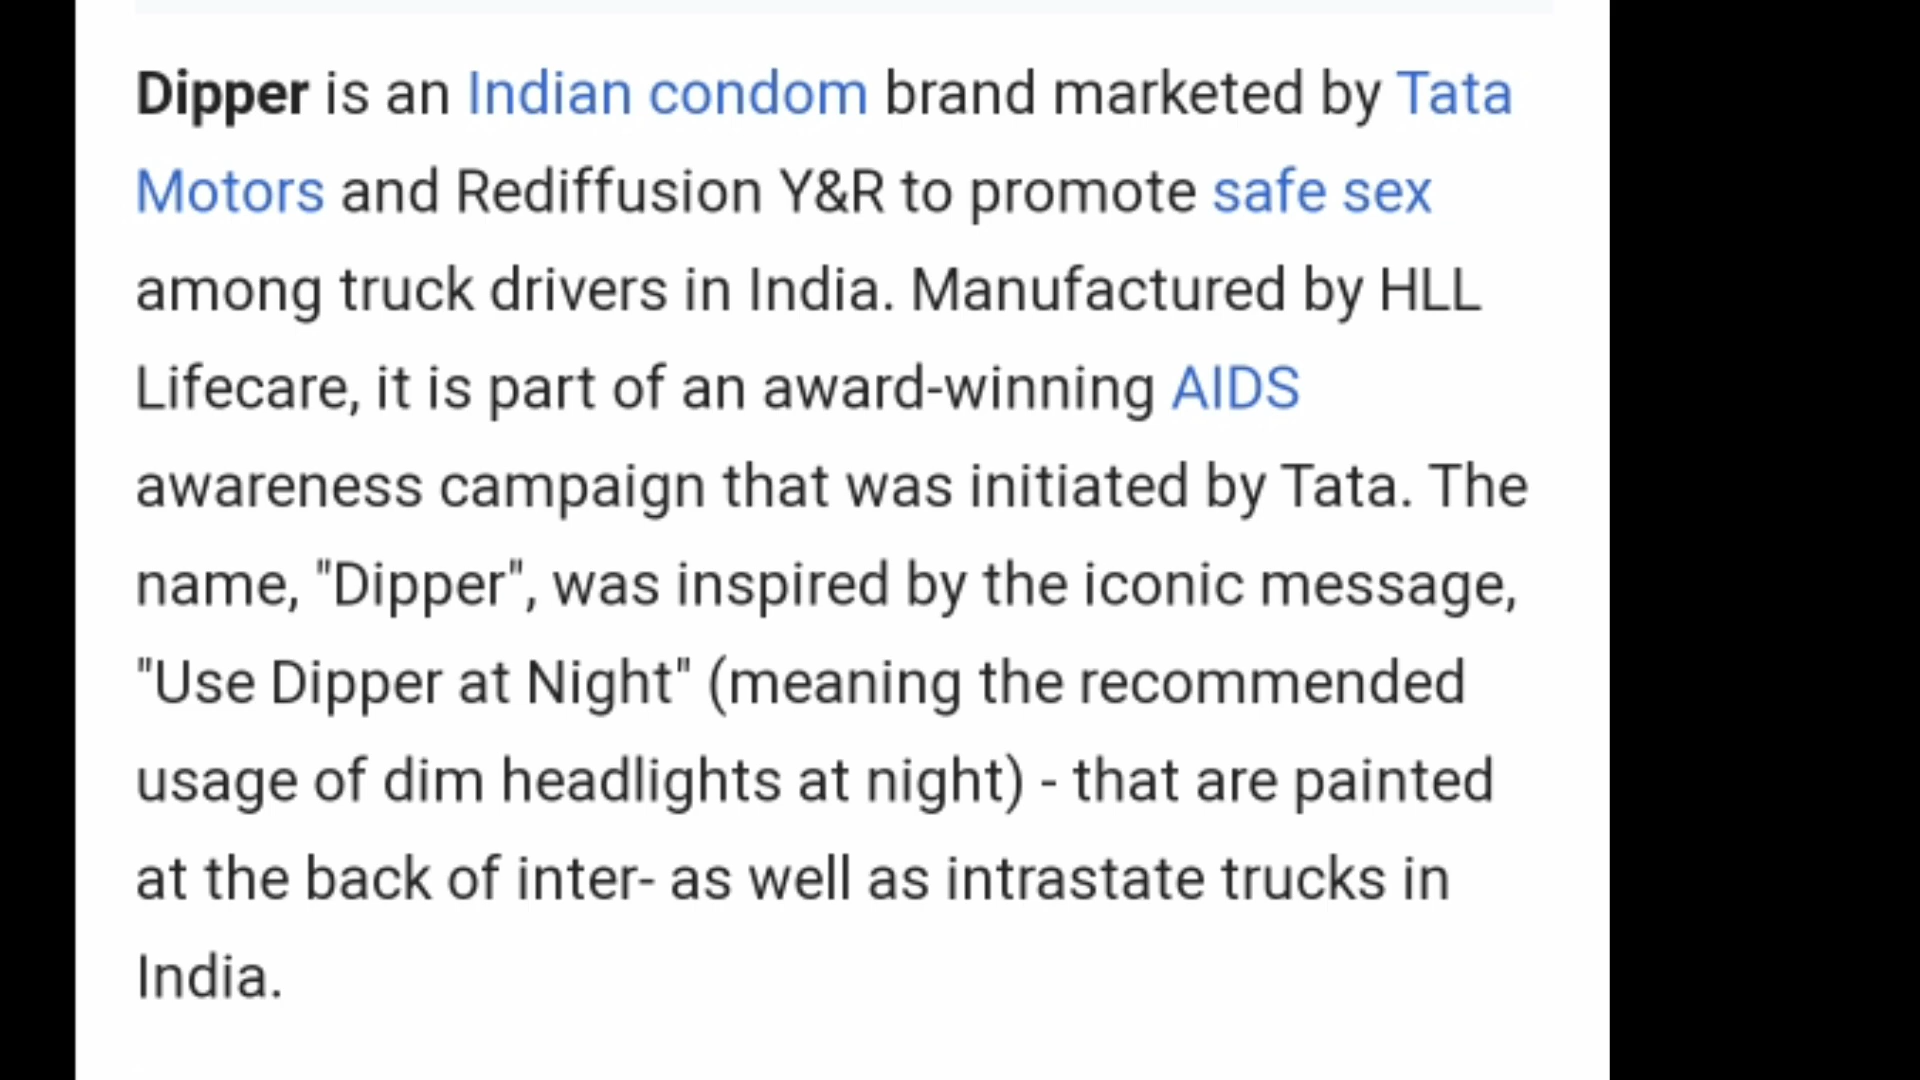 Dipper is an Indian condom brand marketed by Tata
Motors and Rediffusion Y&R to promote safe sex
among truck drivers in India. Manufactured by HLL
Lifecare, it is part of an award-winning AIDS
awareness campaign that was initiated by Tata. The
name, "Dipper", was inspired by the iconic message,
"Use Dipper at Night" (meaning the recommended
usage of dim headlights at night) - that are painted
at the back of inter- as well as intrastate trucks in
India.